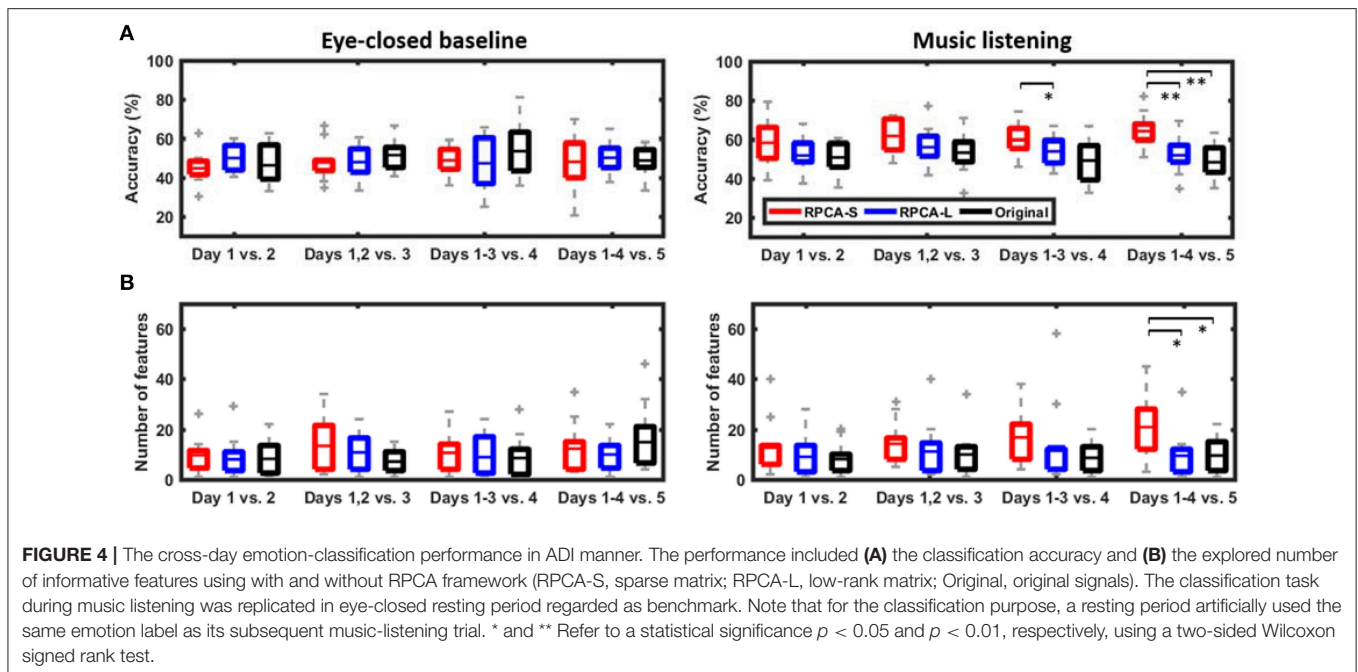 A
Eye-closed baseline
Music listening
Accuracy (%)
100
80
60
40
20
Day 1 vs. 2
Days 1,2 vs. 3
Days 1-3 vs. 4
Days 1-4 vs. 5
Accuracy (%)
100
80
60
40
20
*
**
**
RPCA-S
RPCA-L
Original
Day 1 vs. 2
Days 1,2 vs. 3
Days 1-3 vs. 4
Days 1-4 vs. 5
B
Number of features
60
40
20
0
Day 1 vs. 2
Days 1,2 vs. 3
Days 1-3 vs. 4
Days 1-4 vs. 5
Number of features
60
40
20
0
*
*
Day 1 vs. 2
Days 1,2 vs. 3
Days 1-3 vs. 4
Days 1-4 vs. 5
FIGURE 4 | The cross-day emotion-classification performance in ADI manner. The performance included (A) the classification accuracy and (B) the explored number
of informative features using with and without RPCA framework (RPCA-S, sparse matrix; RPCA-L, low-rank matrix; Original, original signals). The classification task
during music listening was replicated in eye-closed resting period regarded as benchmark. Note that for the classification purpose, a resting period artificially used the
same emotion label as its subsequent music-listening trial. * and ** Refer to a statistical significance p < 0.05 and p < 0.01, respectively, using a two-sided Wilcoxon
signed rank test.